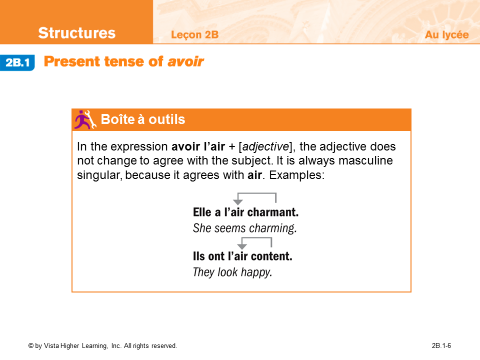 Structures
Leçon 2B
Au lycée
2B.1 Present tense of avoir
Boîte à outils
In the expression avoir l'air + [adjective], the adjective does
not change to agree with the subject. It is always masculine
singular, because it agrees with air. Examples:
Elle a l'air charmant.
She seems charming.
Ils ont l'air content.
They look happy.
© by Vista Higher Learning, Inc. All rights reserved.
2B.1-6